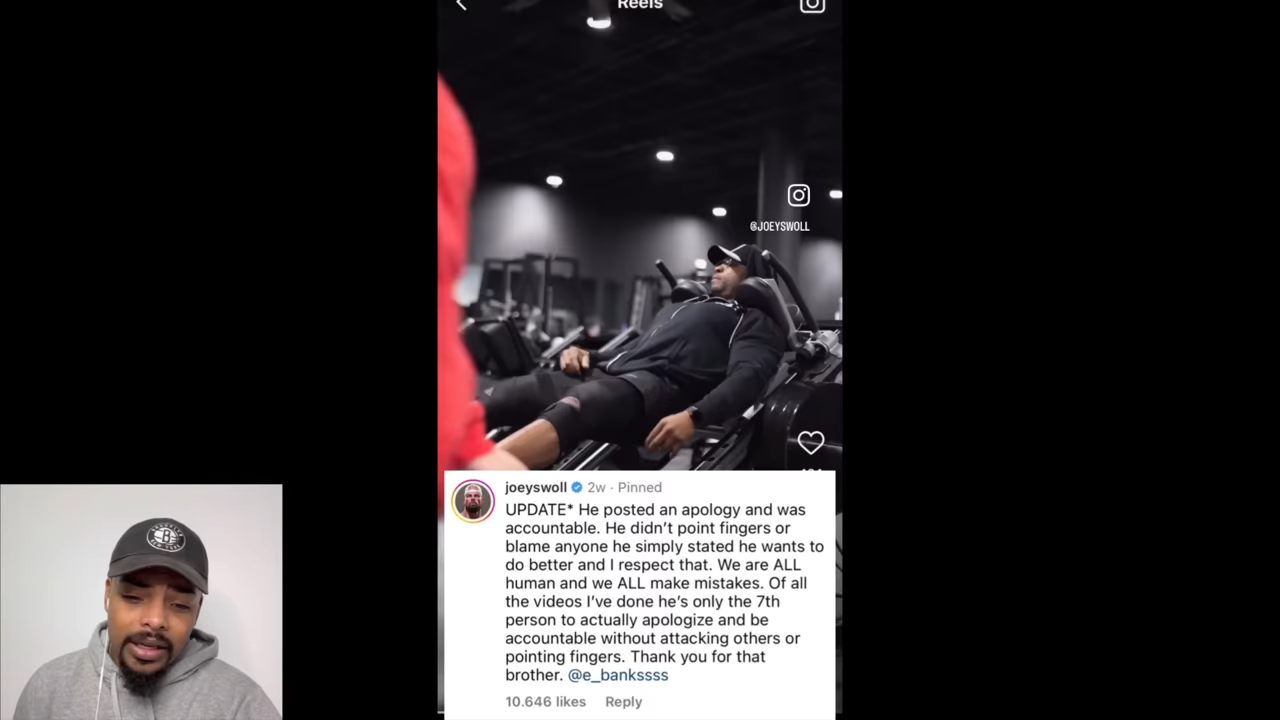 Reels
@JOEYSWOLL
joeyswoll 2w · Pinned
UPDATE* He posted an apology and was
accountable. He didn’t point fingers or
blame anyone he simply stated he wants to
do better and I respect that. We are ALL
human and we ALL make mistakes. Of all
the videos I’ve done he’s only the 7th
person to actually apologize and be
accountable without attacking others or
pointing fingers. Thank you for that
brother. @e_bankssss
10.646 likes Reply
BROOKLYN
B